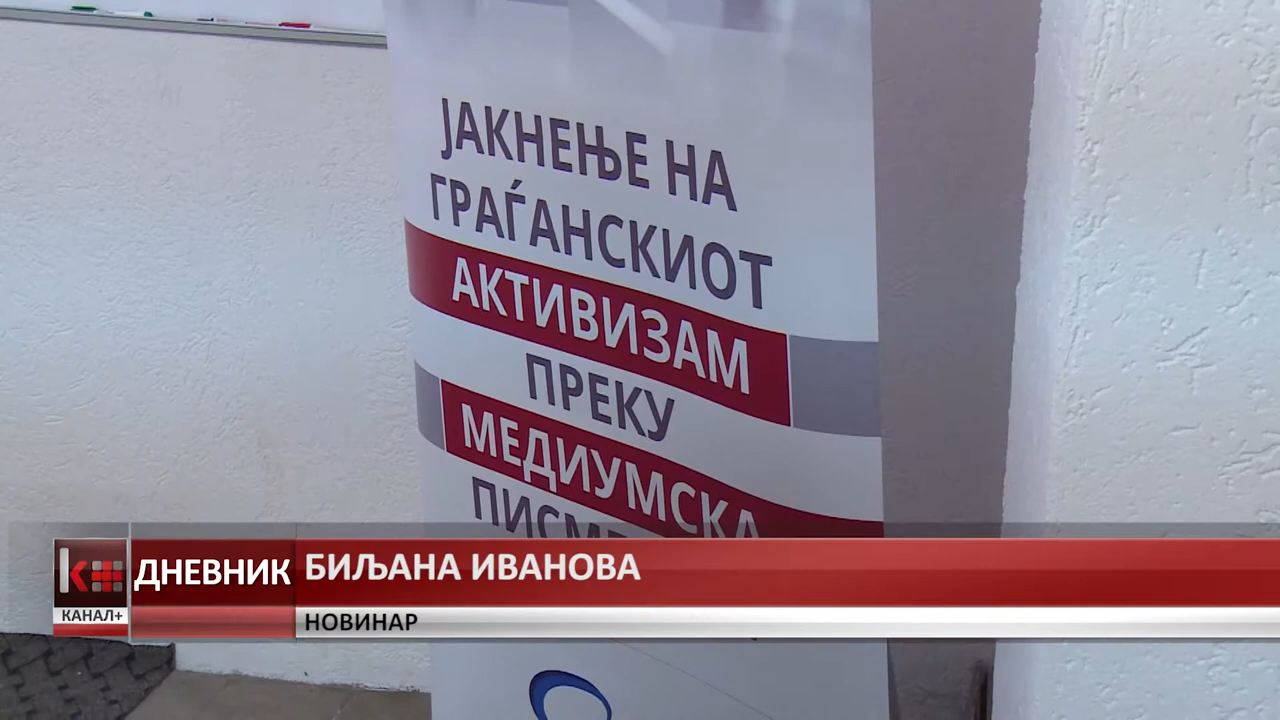 ЈАКНЕЊЕ НА
ГРАЃАНСКИОТ
АКТИВИЗАМ
ПРЕКУ
МЕДИУМСКА
КАНАЛ+
ДНЕВНИК
БИЉАНА ИВАНОВА
НОВИНАР